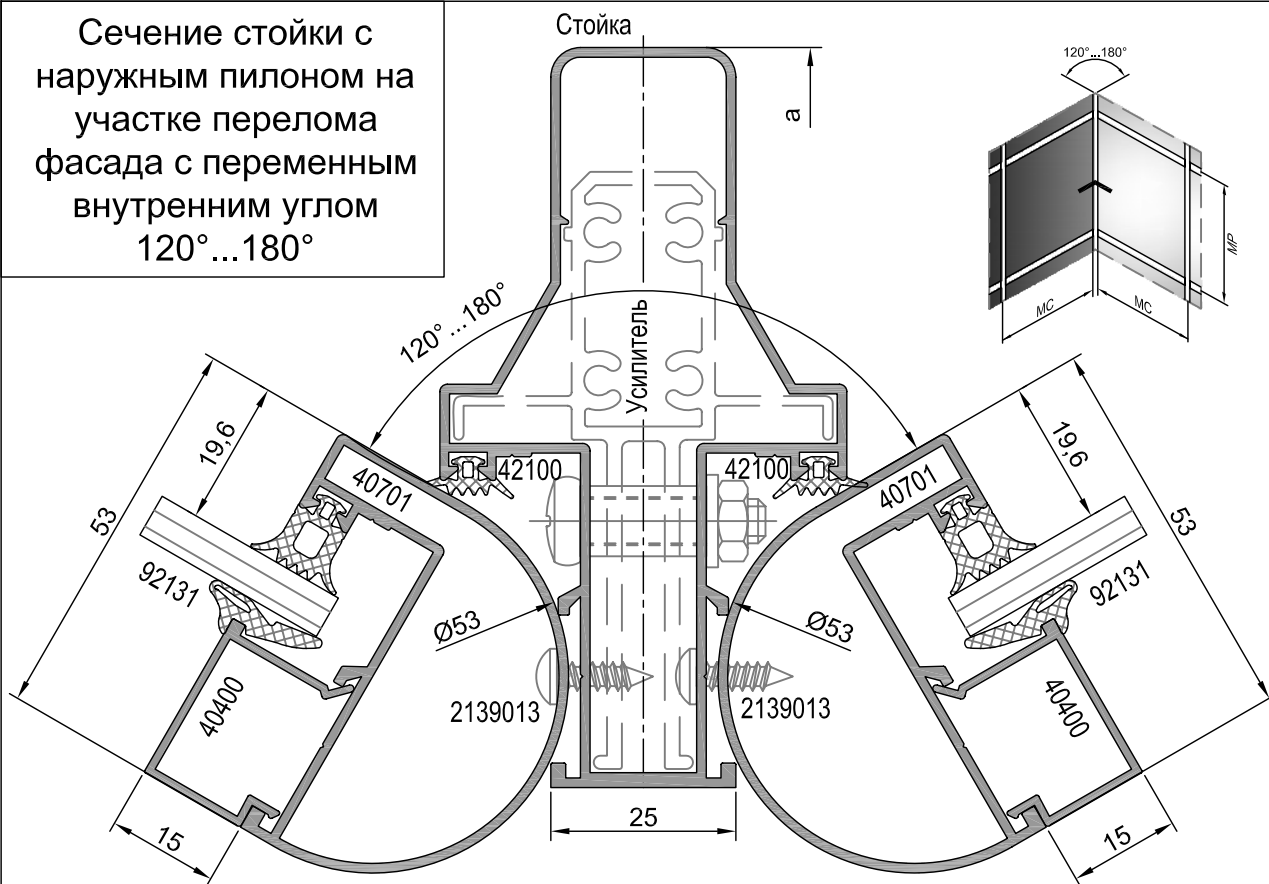 Сечение стойки с
наружным пилоном на
участке перелома
фасада с переменным
внутренним углом
120°...180°
Стойка
a
120°...180°
MP
MC
MC
120°...180°
Усилитель
53
19,6
40701
42100
42100
40701
19,6
53
92131
92131
Ø53
Ø53
40400
2139013
2139013
40400
15
25
15